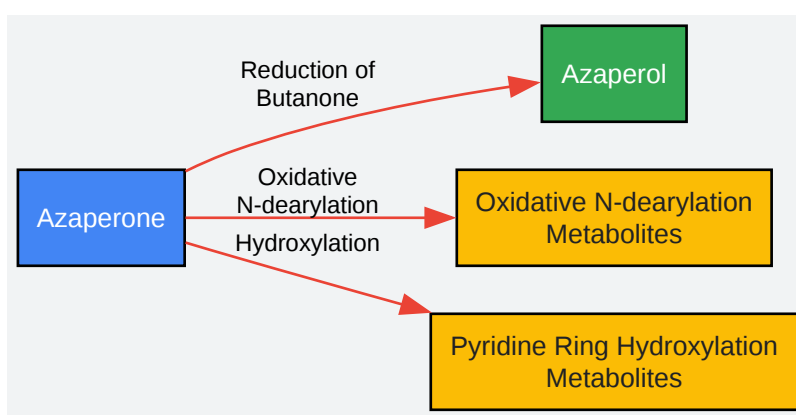 Reduction of
Butanone
Azaperol
Azaperone
Oxidative
N-dearylation
Oxidative N-dearylation
Metabolites
Hydroxylation
Pyridine Ring Hydroxylation
Metabolites